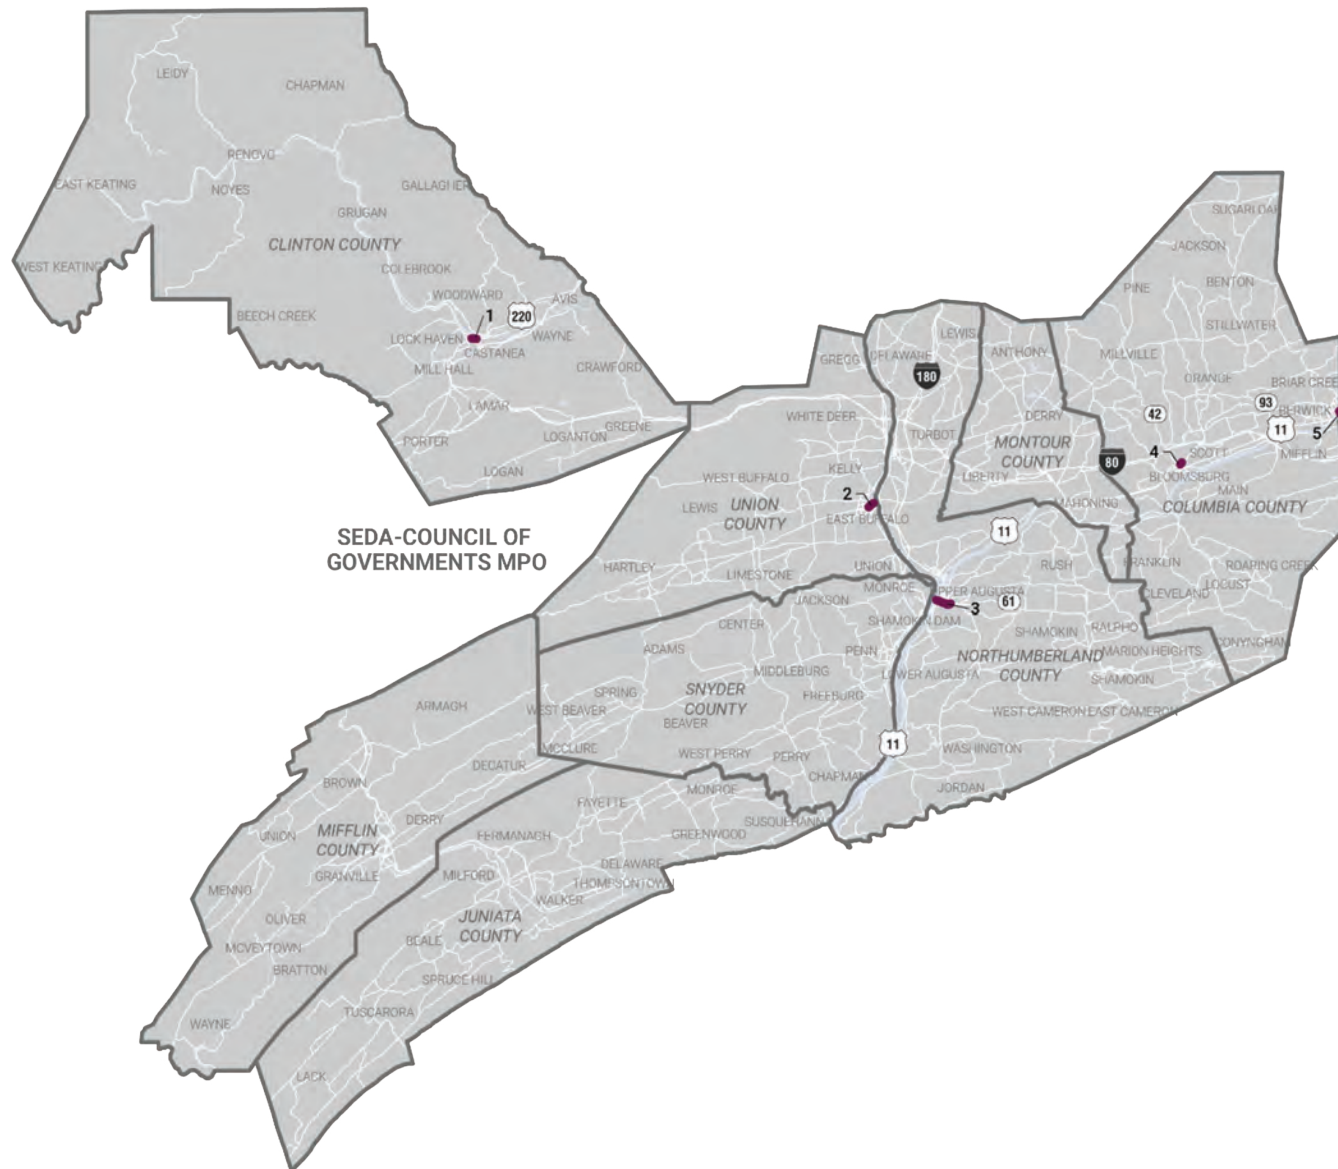 LEIDY
CHAPMAN
RENOVO
EAST KEATING
NOYES
GALLAGHER
GRUGAN
CLINTON COUNTY
WEST KEATING
COLEBROOK
WOODWARD
AVIS
BEECH CREEK
1
220
LOCK HAVEN
WAYNE
CASTANEA
MILL HALL
CRAWFORD
LAMAR
GREENE
PORTER
LOGANTON
LOGAN
SEDA-COUNCIL OF
GOVERNMENTS MPO
SUGARLOAF
JACKSON
PINE
BENTON
STILLWATER
LEWIS
GREGG
DELAWARE
ANTHONY
MILLVILLE
180
ORANGE
BRIAR CREEK
WHITE DEER
DERRY
42
93
BERWICK
11
5
TURBOT
MONTOUR
COUNTY
4
SCOTT
MIFFLIN
KELLY
80
WEST BUFFALO
LIBERTY
BLOOMSBURG
MAIN
2
LEWIS
UNION
COUNTY
EAST BUFFALO
MAHONING
COLUMBIA COUNTY
11
HARTLEY
LIMESTONE
UNION
RUSH
FRANKLIN
ROARING CREEK
MONROE
UPPER AUGUSTA
LOCUST
CLEVELAND
JACKSON
61
3
CENTER
SHAMOKIN DAM
SHAMOKIN
RALPHO
CONYNGHAM
ADAMS
PENN
NORTHUMBERLAND
COUNTY
MARION HEIGHTS
MIDDLEBURG
LOWER AUGUSTA
SHAMOKIN
SPRING
SNYDER
COUNTY
FREEBURG
ARMAGH
WEST BEAVER
BEAVER
WEST CAMERON
EAST CAMERON
MCCLURE
WEST PERRY
PERRY
11
WASHINGTON
DECATUR
CHAPMAN
BROWN
MONROE
JORDAN
FAYETTE
DERRY
SUSQUEHANNA
UNION
MIFFLIN
COUNTY
FERMANAGH
GREENWOOD
DELAWARE
GRANVILLE
MILFORD
THOMPSONTOWN
MENNO
WALKER
OLIVER
JUNIATA
COUNTY
MCVEYTOWN
BEALE
BRATTON
SPRUCE HILL
TUSCARORA
WAYNE
LACK